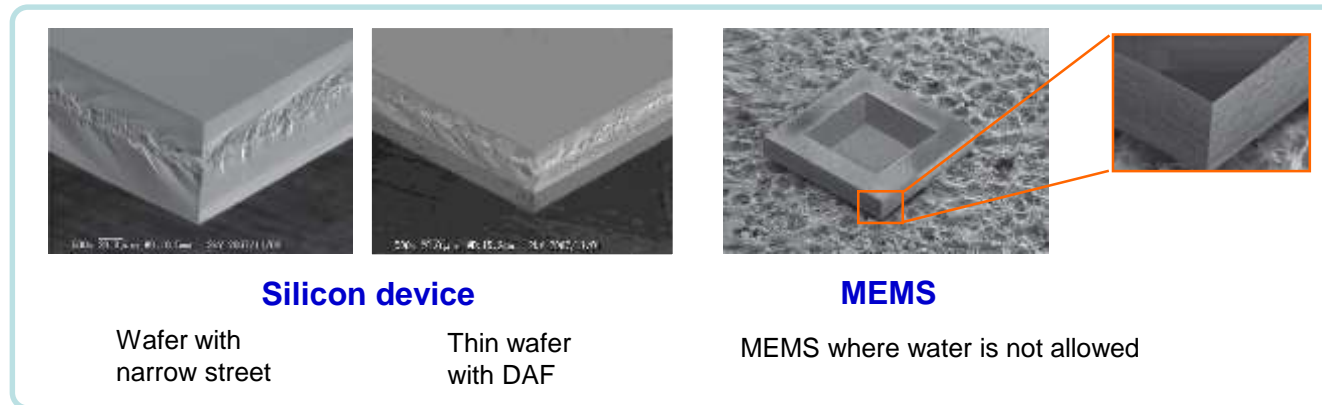 Silicon device
MEMS
Wafer with
narrow street
Thin wafer
with DAF
MEMS where water is not allowed